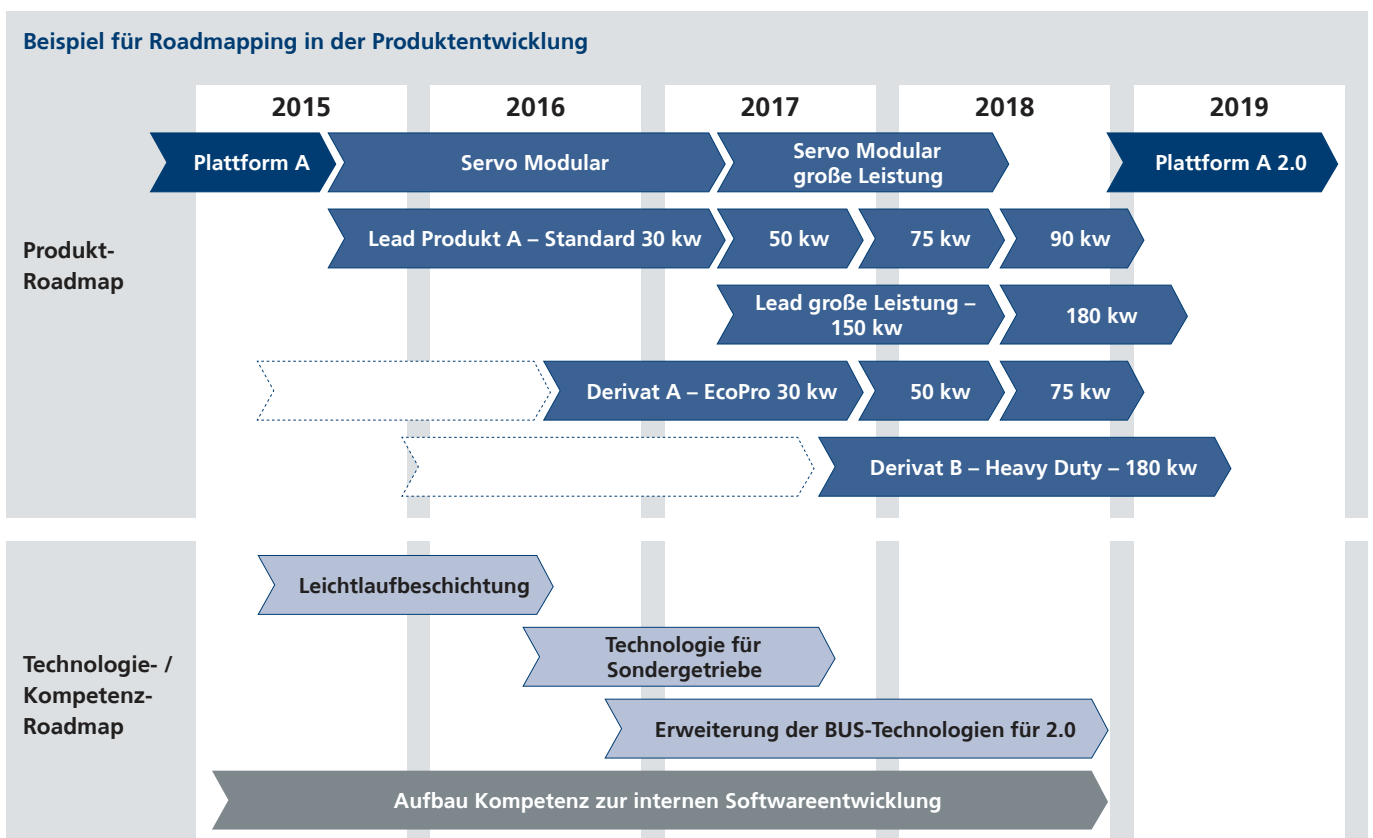 Beispiel für Roadmapping in der Produktentwicklung
2015 2016 2017 2018 2019
Plattform A Servo Modular Servo Modular
große Leistung Plattform A 2.0
Produkt-
Roadmap
Lead Produkt A – Standard 30 kw 50 kw 75 kw 90 kw
Lead große Leistung –
150 kw 180 kw
Derivat A – EcoPro 30 kw 50 kw 75 kw
Derivat B – Heavy Duty – 180 kw
Technologie- /
Kompetenz-
Roadmap
Leichtlaufbeschichtung
Technologie für
Sondergetriebe
Erweiterung der BUS-Technologien für 2.0
Aufbau Kompetenz zur internen Softwareentwicklung